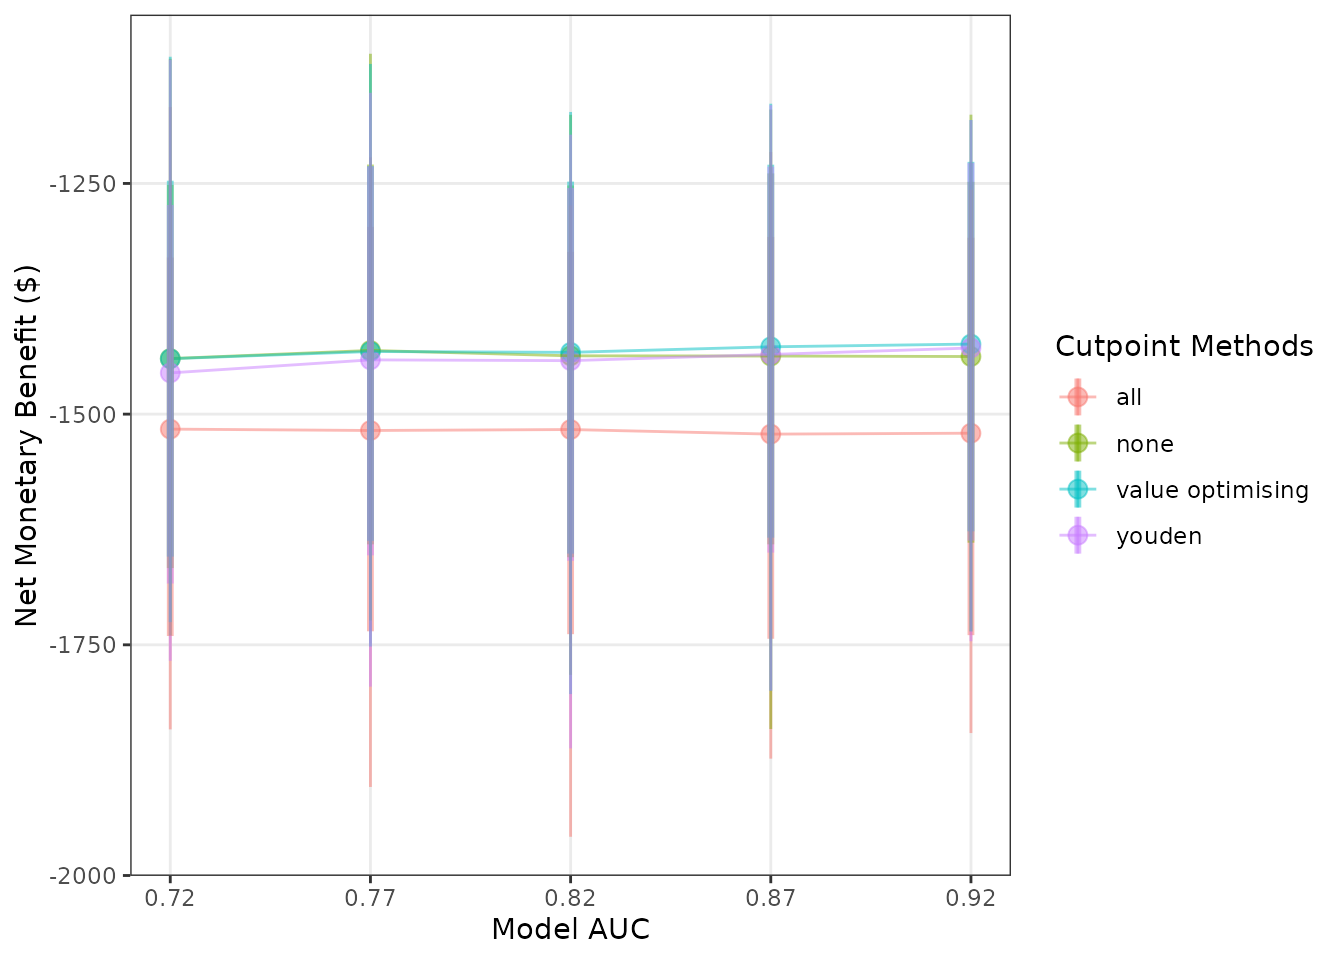 Net Monetary Benefit ($)
-1250
-1500
-1750
-2000
0.72 0.77 0.82 0.87 0.92
Model AUC
Cutpoint Methods
all
none
value optimising
youden